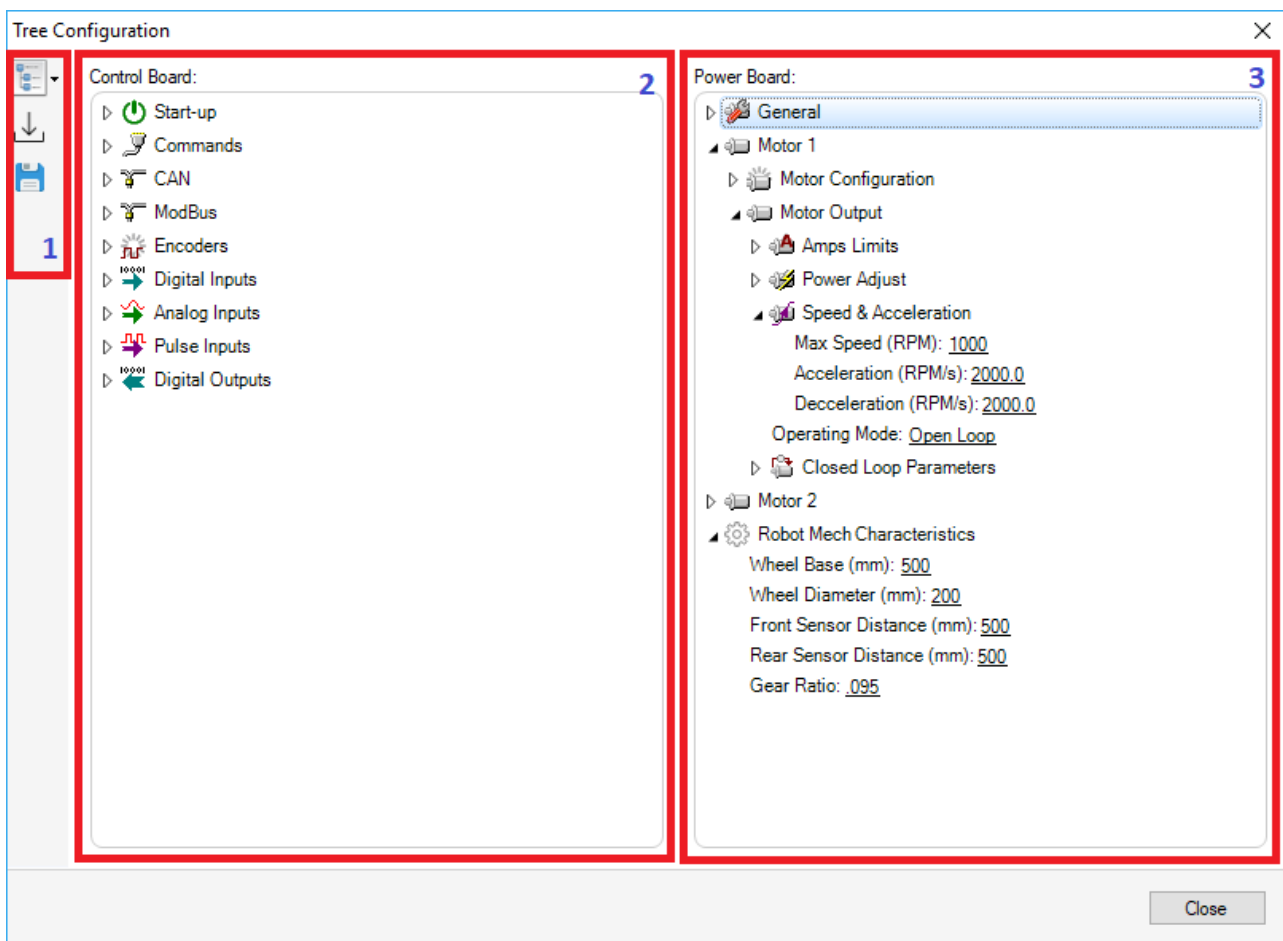 Tree Configuration
1
Control Board:
2
Start-up
Commands
CAN
ModBus
Encoders
Digital Inputs
Analog Inputs
Pulse Inputs
Digital Outputs
Power Board:
3
General
Motor 1
Motor Configuration
Motor Output
Amps Limits
Power Adjust
Speed & Acceleration
Max Speed (RPM): 1000
Acceleration (RPM/s): 2000.0
Decceleration (RPM/s): 2000.0
Operating Mode: Open Loop
Closed Loop Parameters
Motor 2
Robot Mech Characteristics
Wheel Base (mm): 500
Wheel Diameter (mm): 200
Front Sensor Distance (mm): 500
Rear Sensor Distance (mm): 500
Gear Ratio: .095
Close